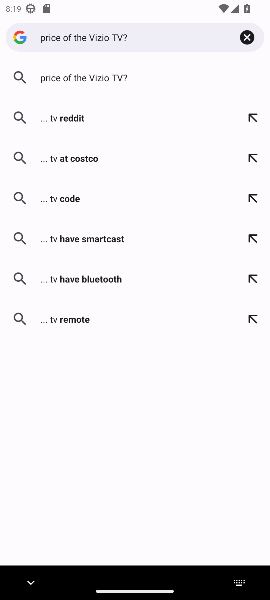 8:19
price of the Vizio TV?
price of the Vizio TV?
... tv reddit
... tv at costco
... tv code
... tv have smartcast
... tv have bluetooth
... tv remote